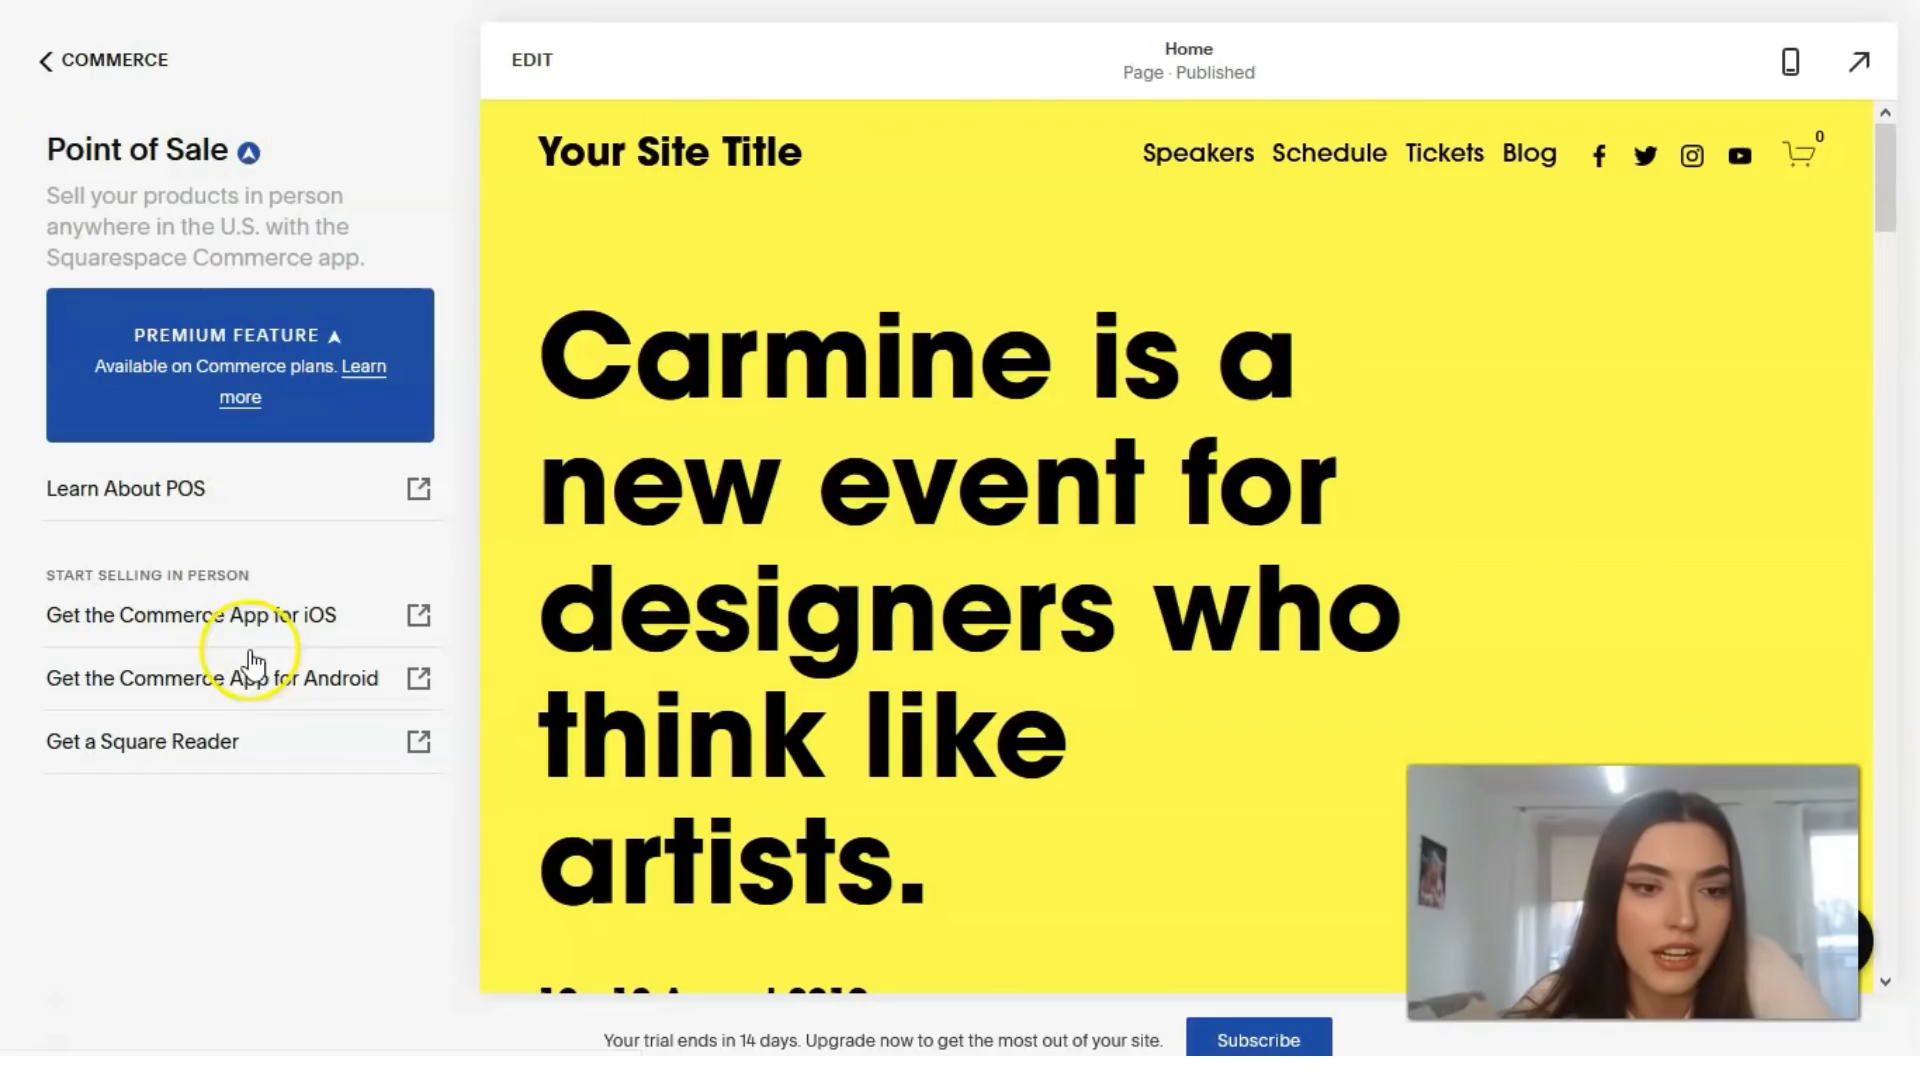 COMMERCE
Point of Sale
Sell your products in person
anywhere in the U.S. with the
Squarespace Commerce app.
PREMIUM FEATURE
Available on Commerce plans. Learn
more
Learn About POS
START SELLING IN PERSON
Get the Commerce App for iOS
Get the Commerce App for Android
Get a Square Reader
EDIT
Home
Page · Published
Your Site Title
Speakers Schedule Tickets Blog
0
Carmine is a
new event for
designers who
think like
artists.
Your trial ends in 14 days. Upgrade now to get the most out of your site.
Subscribe